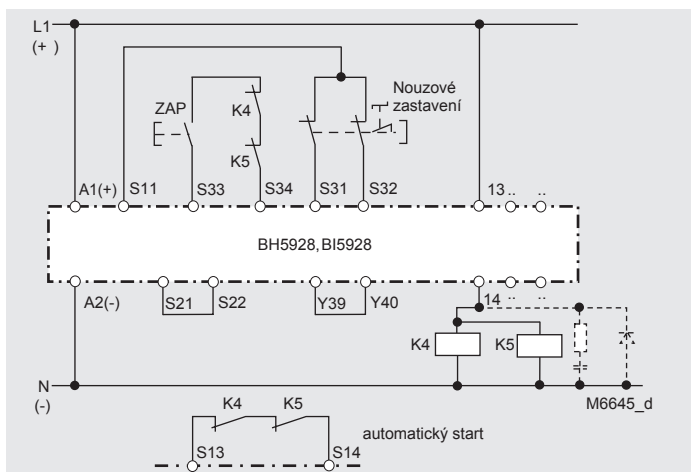 L1
(+ )
Nouzové
zastavení
ZAP
K4
K5
A1(+) S11 S33 S34 S31 S32 13 .. ..
BH5928,BI5928
A2(-) S21 S22 Y39 Y40 14 .. ..
K4 K5
N
(-)
M6645_d
K4 K5
automatický start
S13 S14